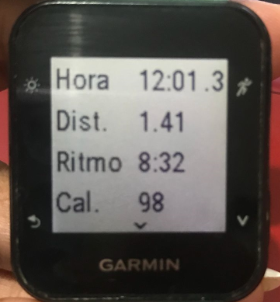 Hora 12:01.3
Dist. 1.41
Ritmo 8:32
Cal. 98
GARMIN